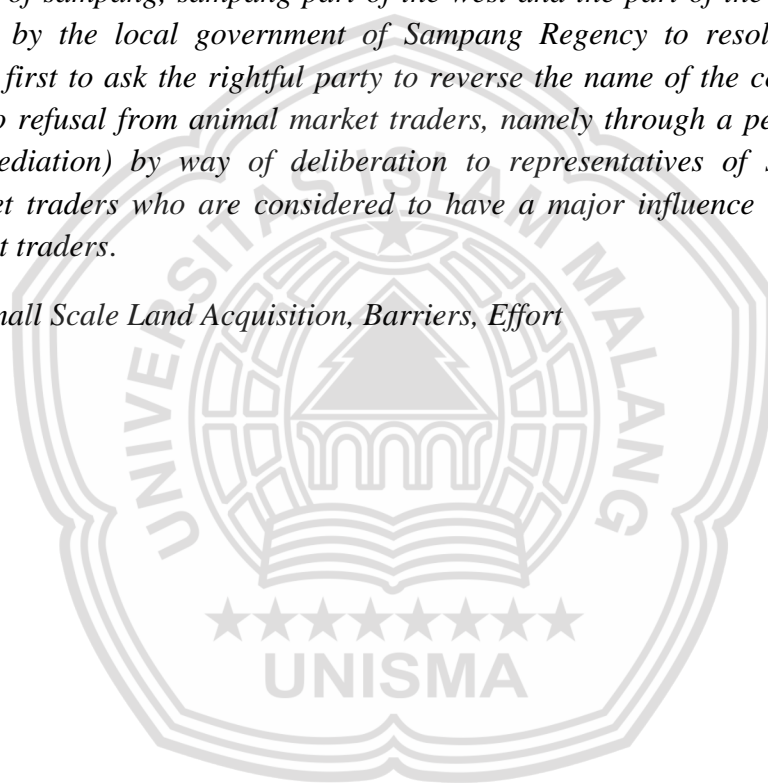 of sampang, sampang part of the west and the part of the
by the local government of Sampang Regency to resol
first to ask the rightful party to reverse the name of the c
refusal from animal market traders, namely through a pe
ediation) by way of deliberation to representatives of
traders who are considered to have a major influence
traders.
mall Scale Land Acquisition, Barriers, Effort
UNIVERSITAS ISLAM MALANG
UNISMA